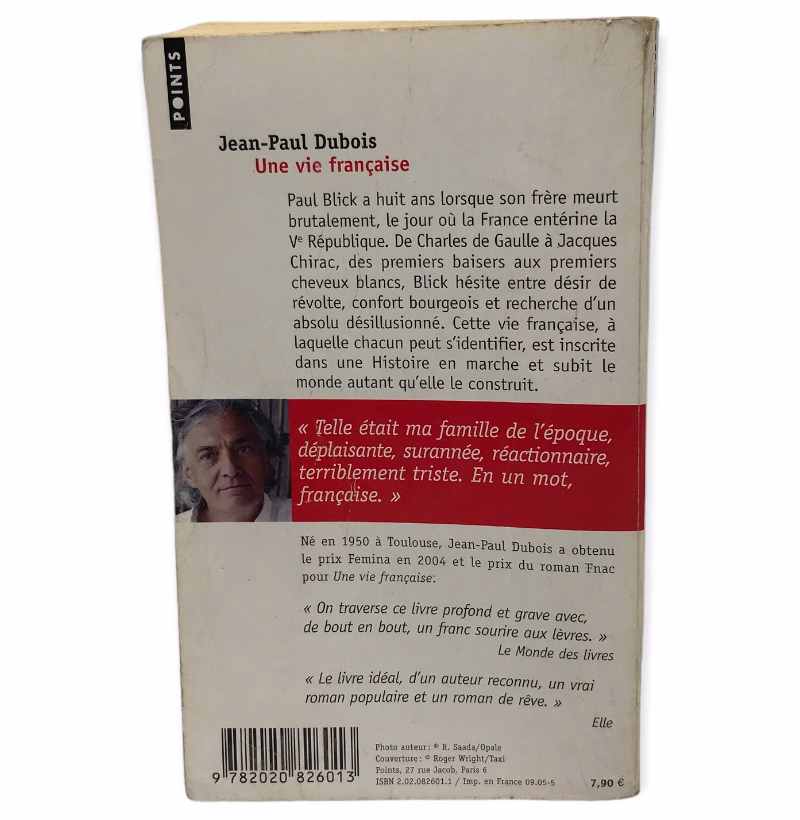 POINTS
Jean-Paul Dubois
Une vie française
Paul Blick a huit ans lorsque son frère meurt
brutalement, le jour où la France entérine la
Ve République. De Charles de Gaulle à Jacques
Chirac, des premiers baisers aux premiers
cheveux blancs, Blick hésite entre désir de
révolte, confort bourgeois et recherche d'un
absolu désillusionné. Cette vie française, à
laquelle chacun peut s'identifier, est inscrite
dans une Histoire en marche et subit le
monde autant qu'elle le construit.
« Telle était ma famille de l'époque,
déplaisante, surannée, réactionnaire,
terriblement triste. En un mot,
française. »
Né en 1950 à Toulouse, Jean-Paul Dubois a obtenu
le prix Femina en 2004 et le prix du roman Fnac
pour Une vie française.
« On traverse ce livre profond et grave avec,
de bout en bout, un franc sourire aux lèvres. »
Le Monde des livres
« Le livre idéal, d'un auteur reconnu, un vrai
roman populaire et un roman de rêve. »
Elle
Photo auteur : © R. Saada/Opale
Couverture : © Roger Wright/Taxi
Points, 27 rue Jacob, Paris 6
ISBN 2.02.082601.1 / Imp. en France 09.05-5
9 782020 826013
7,90 €